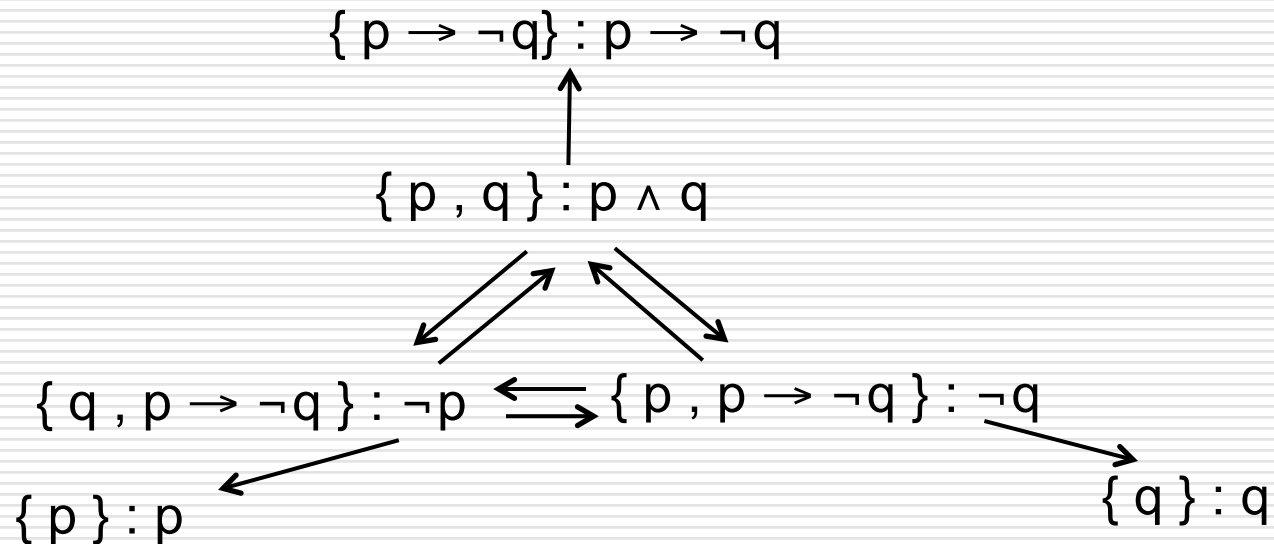 { p → ¬q} : p → ¬q
{ p , q } : p ∧ q
{ q , p → ¬q } : ¬p
{ p , p → ¬q } : ¬q
{ p } : p
{ q } : q